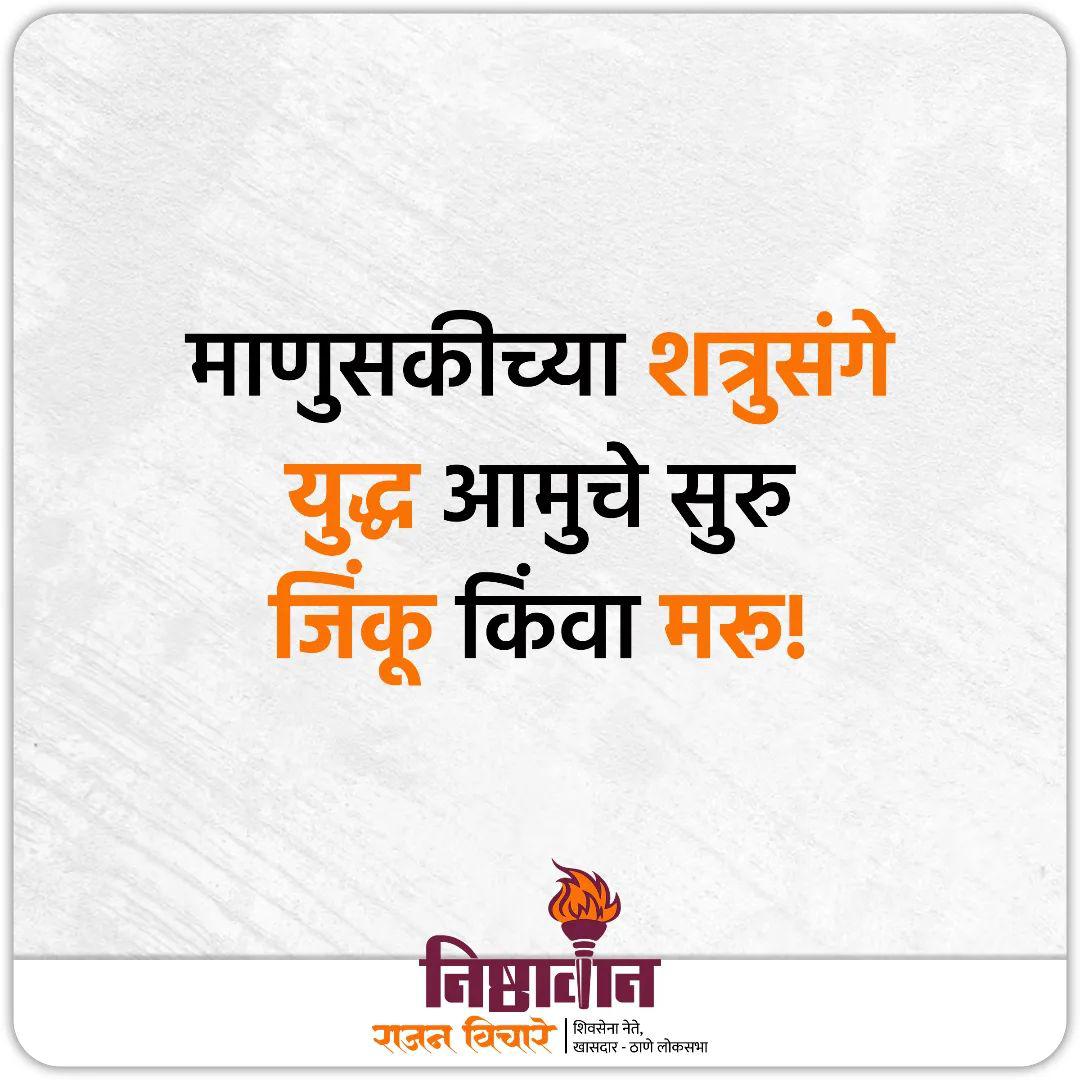 माणुसकीच्या शत्रुसंगे
युद्ध आमुचे सुरु
जिंकू किंवा मरू!
निष्ठावान
राजन विचारे
शिवसेना नेते,
खासदार - ठाणे लोकसभा